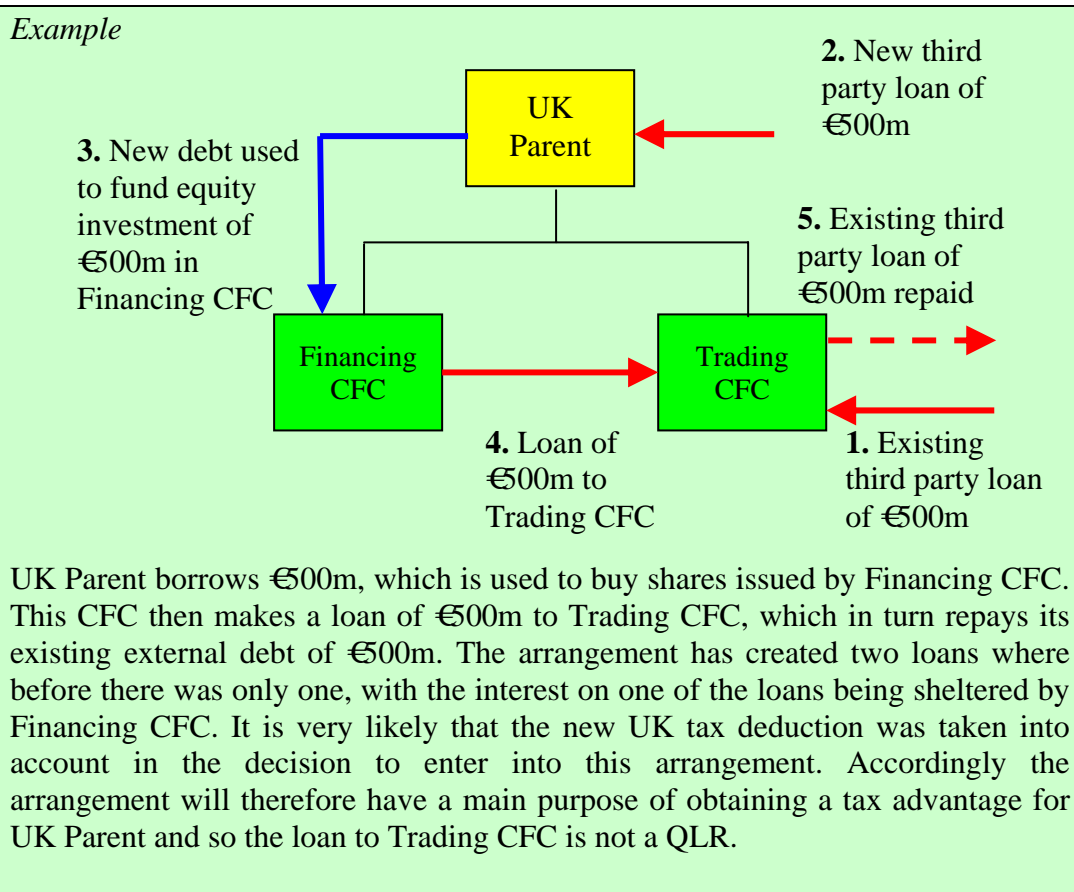 Example
2. New third
party loan of
€500m
UK
Parent
3. New debt used
to fund equity
investment of
€500m in
Financing CFC
5. Existing third
party loan of
€500m repaid
Financing
CFC
Trading
CFC
4. Loan of
€500m to
Trading CFC
1. Existing
third party loan
of €500m
UK Parent borrows €500m, which is used to buy shares issued by Financing CFC.
This CFC then makes a loan of €500m to Trading CFC, which in turn repays its
existing external debt of €500m. The arrangement has created two loans where
before there was only one, with the interest on one of the loans being sheltered by
Financing CFC. It is very likely that the new UK tax deduction was taken into
account in the decision to enter into this arrangement. Accordingly the
arrangement will therefore have a main purpose of obtaining a tax advantage for
UK Parent and so the loan to Trading CFC is not a QLR.